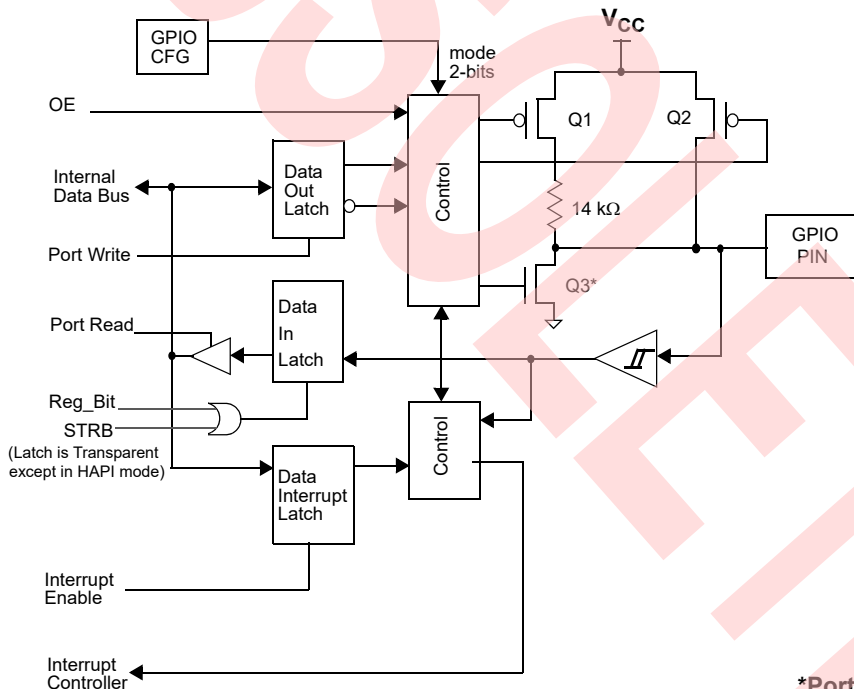 GPIO
CFG
mode
2-bits
VCC
OE
Q1
Q2
Internal
Data Bus
Data
Out
Latch
Control
14 kΩ
GPIO
PIN
Port Write
Q3*
Data
In
Latch
Port Read
Reg_Bit
STRB
(Latch is Transparent
except in HAPI mode)
Control
Data
Interrupt
Latch
Interrupt
Enable
Interrupt
Controller
*Port